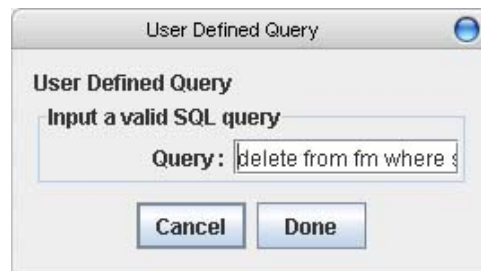 User Defined Query
User Defined Query
Input a valid SQL query
Query : delete from fm where s
Cancel Done